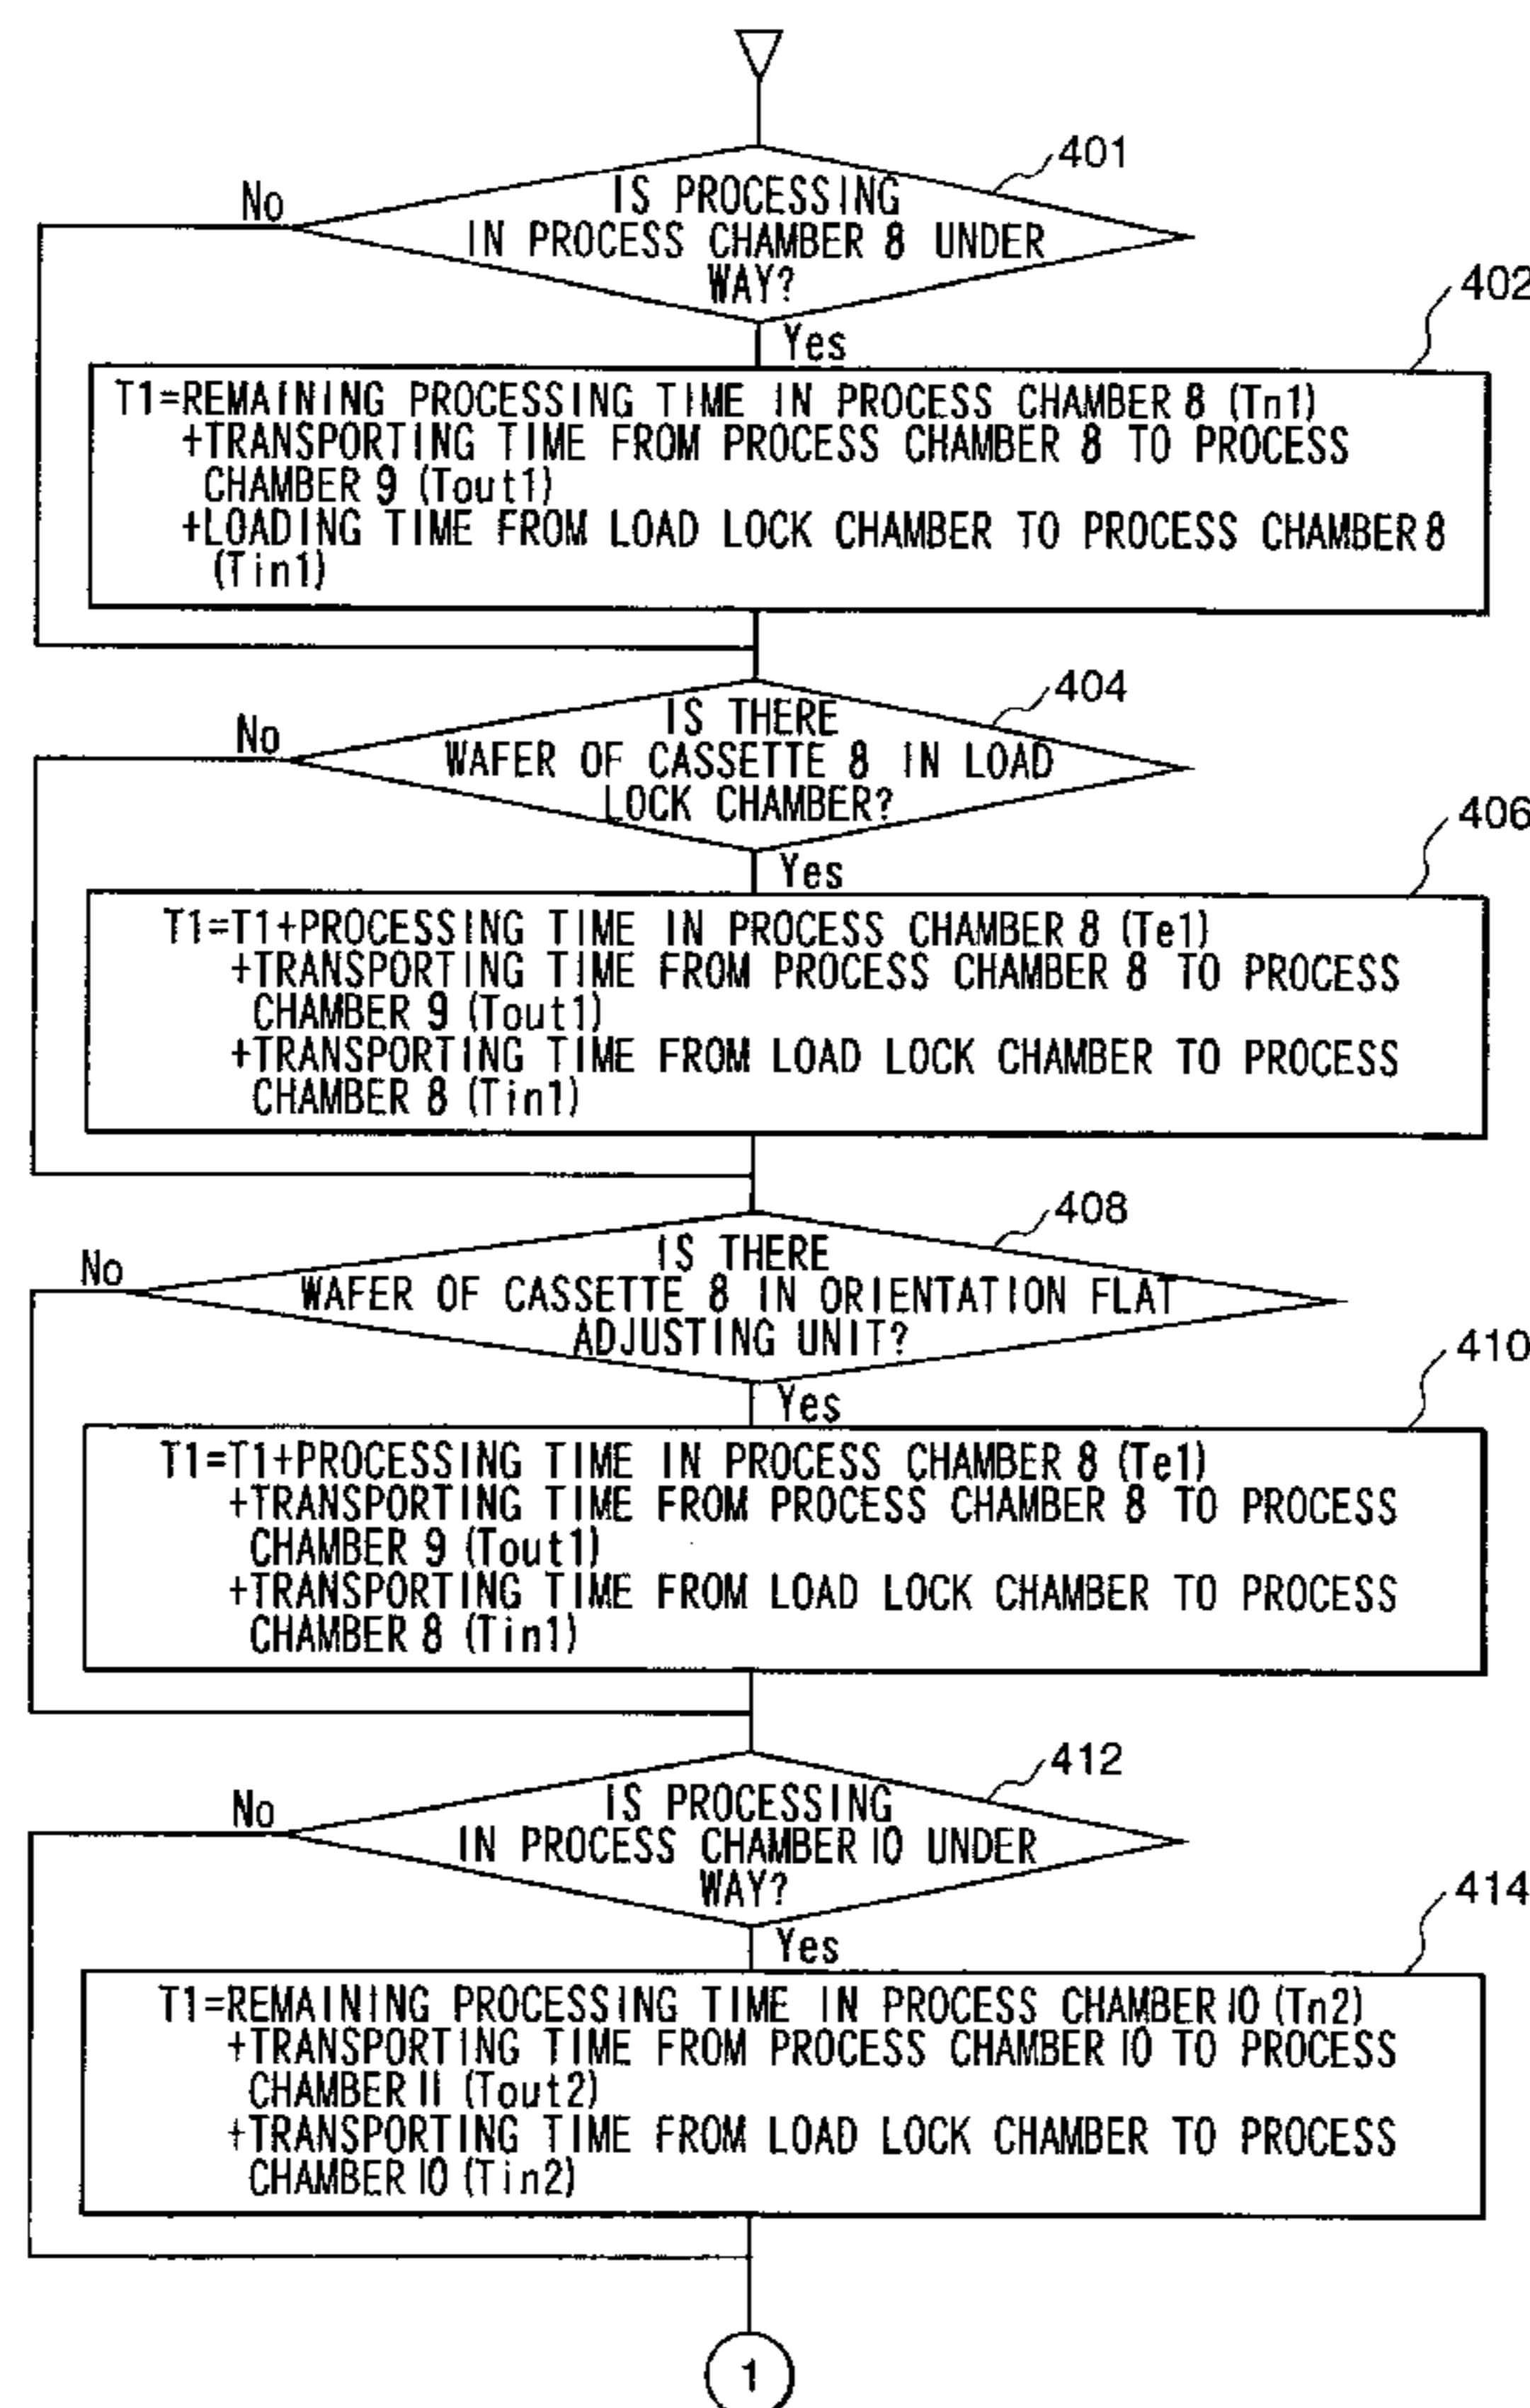 401
No
IS PROCESSING
IN PROCESS CHAMBER 8 UNDER
WAY?
402
Yes
T1=REMAINING PROCESSING TIME IN PROCESS CHAMBER 8 (Tn1)
+TRANSPORTING TIME FROM PROCESS CHAMBER 8 TO PROCESS
CHAMBER 9 (Tout1)
+LOADING TIME FROM LOAD LOCK CHAMBER TO PROCESS CHAMBER 8
(Tin1)
404
No
IS THERE
WAFER OF CASSETTE 8 IN LOAD
LOCK CHAMBER?
406
Yes
T1=T1+PROCESSING TIME IN PROCESS CHAMBER 8 (Te1)
+TRANSPORTING TIME FROM PROCESS CHAMBER 8 TO PROCESS
CHAMBER 9 (Tout1)
+TRANSPORTING TIME FROM LOAD LOCK CHAMBER TO PROCESS
CHAMBER 8 (Tin1)
408
No
IS THERE
WAFER OF CASSETTE 8 IN ORIENTATION FLAT
ADJUSTING UNIT?
410
Yes
T1=T1+PROCESSING TIME IN PROCESS CHAMBER 8 (Te1)
+TRANSPORTING TIME FROM PROCESS CHAMBER 8 TO PROCESS
CHAMBER 9 (Tout1)
+TRANSPORTING TIME FROM LOAD LOCK CHAMBER TO PROCESS
CHAMBER 8 (Tin1)
412
No
IS PROCESSING
IN PROCESS CHAMBER 10 UNDER
WAY?
414
Yes
T1=REMAINING PROCESSING TIME IN PROCESS CHAMBER 10 (Tn2)
+TRANSPORTING TIME FROM PROCESS CHAMBER 10 TO PROCESS
CHAMBER 11 (Tout2)
+TRANSPORTING TIME FROM LOAD LOCK CHAMBER TO PROCESS
CHAMBER 10 (Tin2)
1